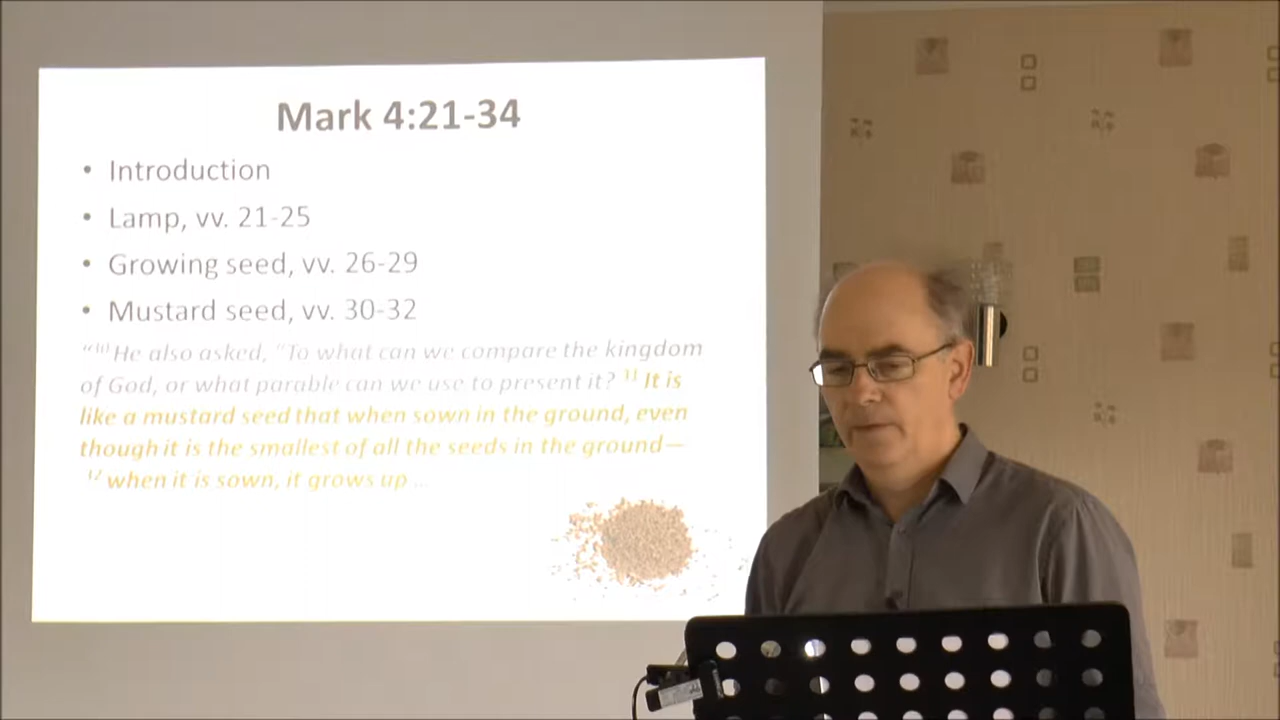 Mark 4:21-34
• Introduction
• Lamp, vv. 21-25
• Growing seed, vv. 26-29
• Mustard seed, vv. 30-32
“³⁰ He also asked, “To what can we compare the kingdom
of God, or what parable can we use to present it? ³¹ It is
like a mustard seed that when sown in the ground, even
though it is the smallest of all the seeds in the ground—
³² when it is sown, it grows up ...